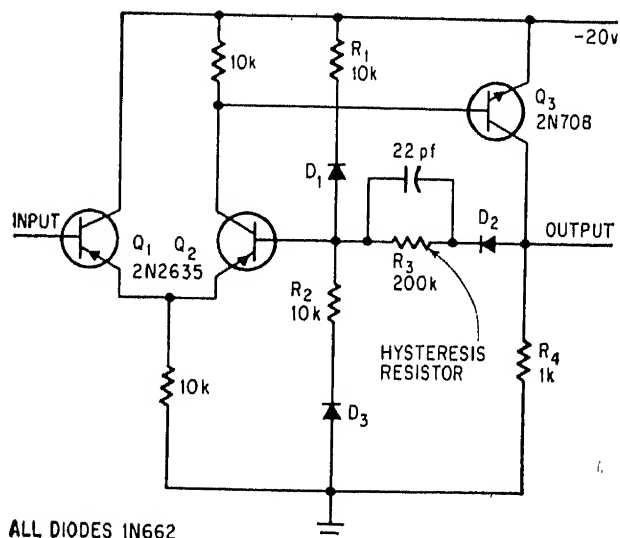 -20v
10k
R1
10k
Q3
2N708
D1
22 pf
D2
INPUT
OUTPUT
Q1 Q2
2N2635
R3
200k
R2
10k
HYSTERESIS
RESISTOR
R4
1k
10k
D3
ALL DIODES 1N662